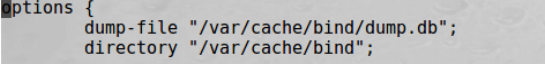 options {
        dump-file "/var/cache/bind/dump.db";
        directory "/var/cache/bind";